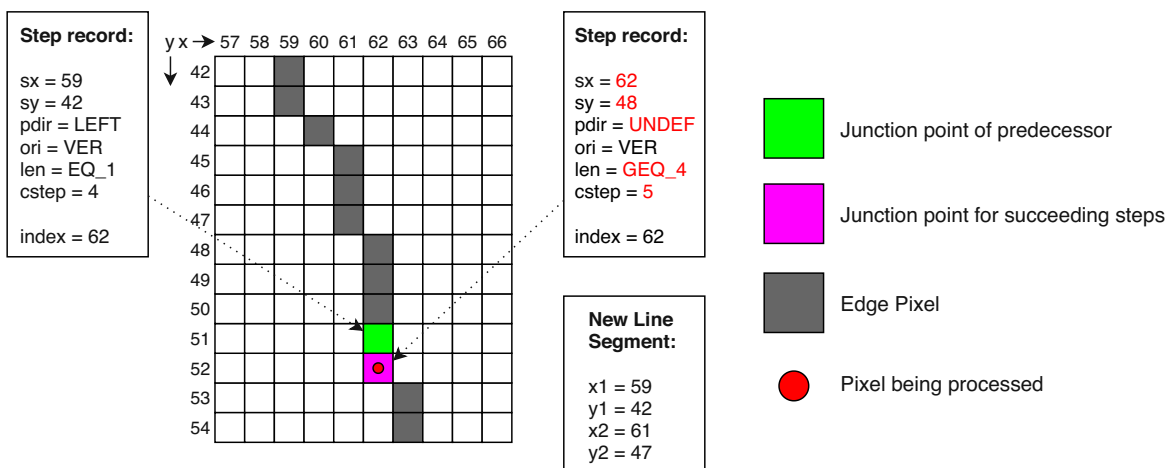 Step record:
sx = 59
sy = 42
pdir = LEFT
ori = VER
len = EQ_1
cstep = 4
index = 62
y x 57 58 59 60 61 62 63 64 65 66
42
43
44
45
46
47
48
49
50
51
52
53
54
Step record:
sx = 62
sy = 48
pdir = UNDEF
ori = VER
len = GEQ_4
cstep = 5
index = 62
New Line
Segment:
x1 = 59
y1 = 42
x2 = 61
y2 = 47
Junction point of predecessor
Junction point for succeeding steps
Edge Pixel
Pixel being processed